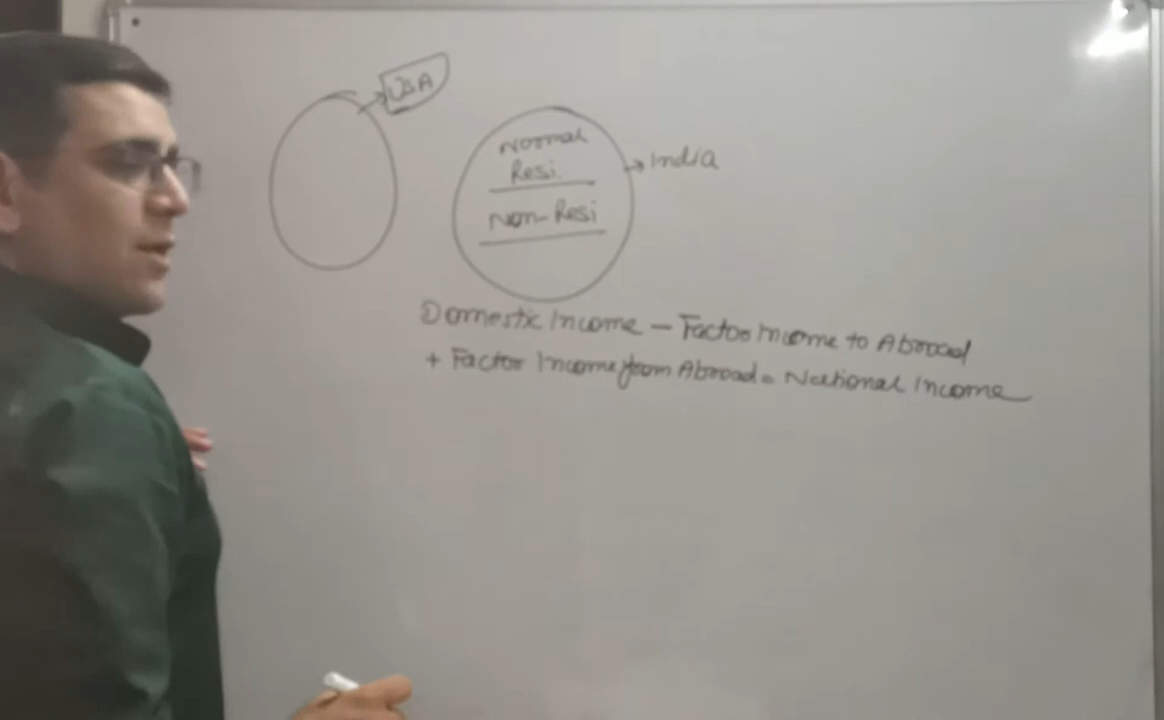 USA
Normal
Resi.
Non-Resi
India
Domestic Income - Factor Income to Abroad
+ Factor Income from Abroad = National Income